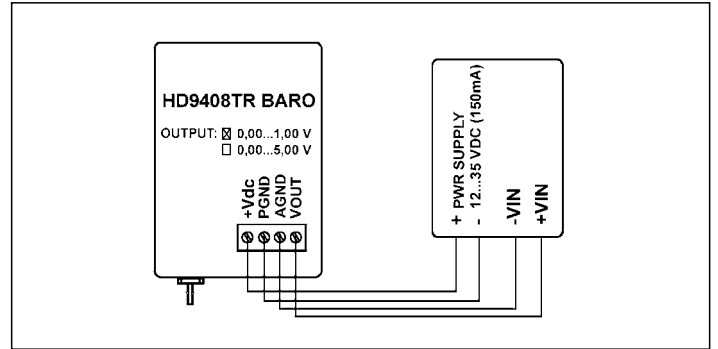 HD9408TR BARO
OUTPUT: ☒ 0,00...1,00 V
☐ 0,00...5,00 V
+Vdc
PGND
AGND
VOUT
+ PWR SUPPLY
- 12...35 VDC (150mA)
-VIN
+VIN